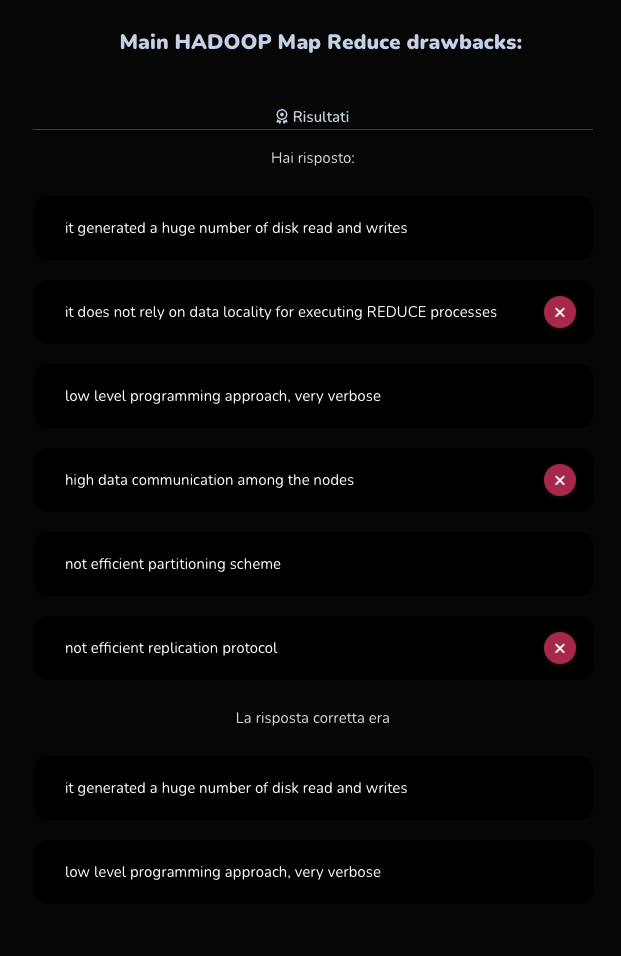 Main HADOOP Map Reduce drawbacks:
Risultati
Hai risposto:
it generated a huge number of disk read and writes
it does not rely on data locality for executing REDUCE processes
low level programming approach, very verbose
high data communication among the nodes
not efficient partitioning scheme
not efficient replication protocol
La risposta corretta era
it generated a huge number of disk read and writes
low level programming approach, very verbose